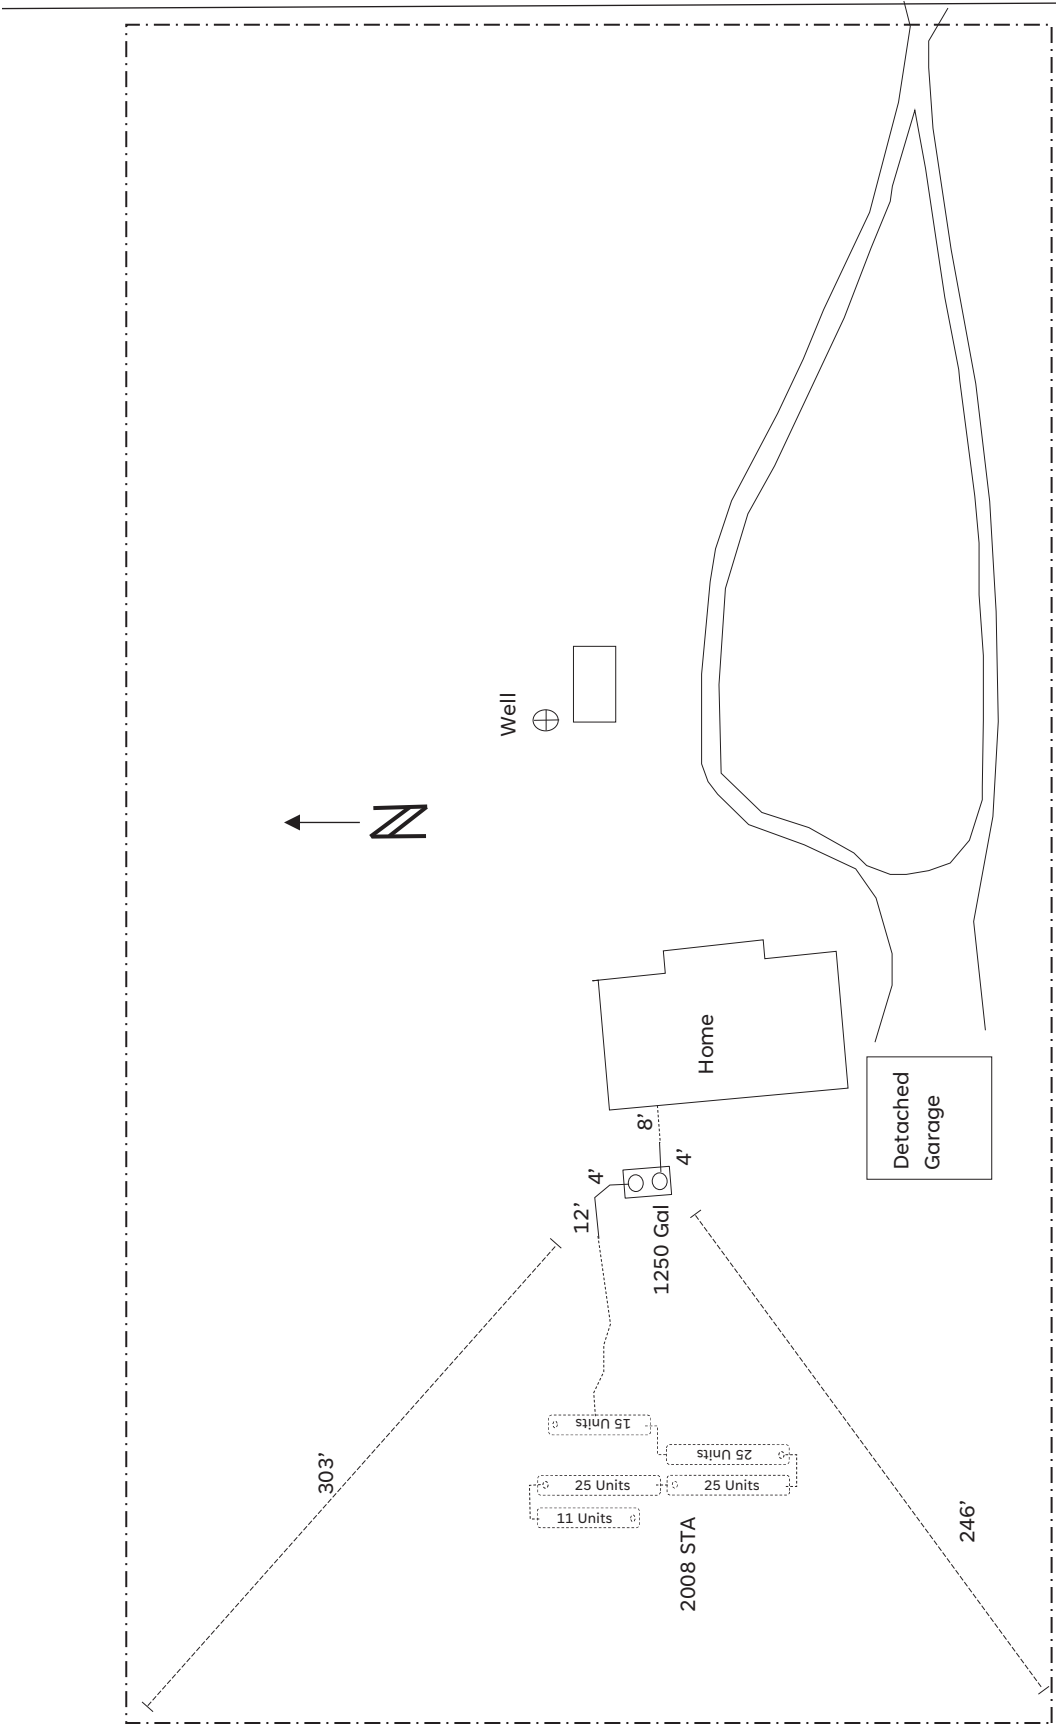 Well
N
Home
Detached
Garage
8’
4’
4’
12’
1250 Gal
303’
15 Units
25 Units
25 Units
25 Units
11 Units
2008 STA
246’